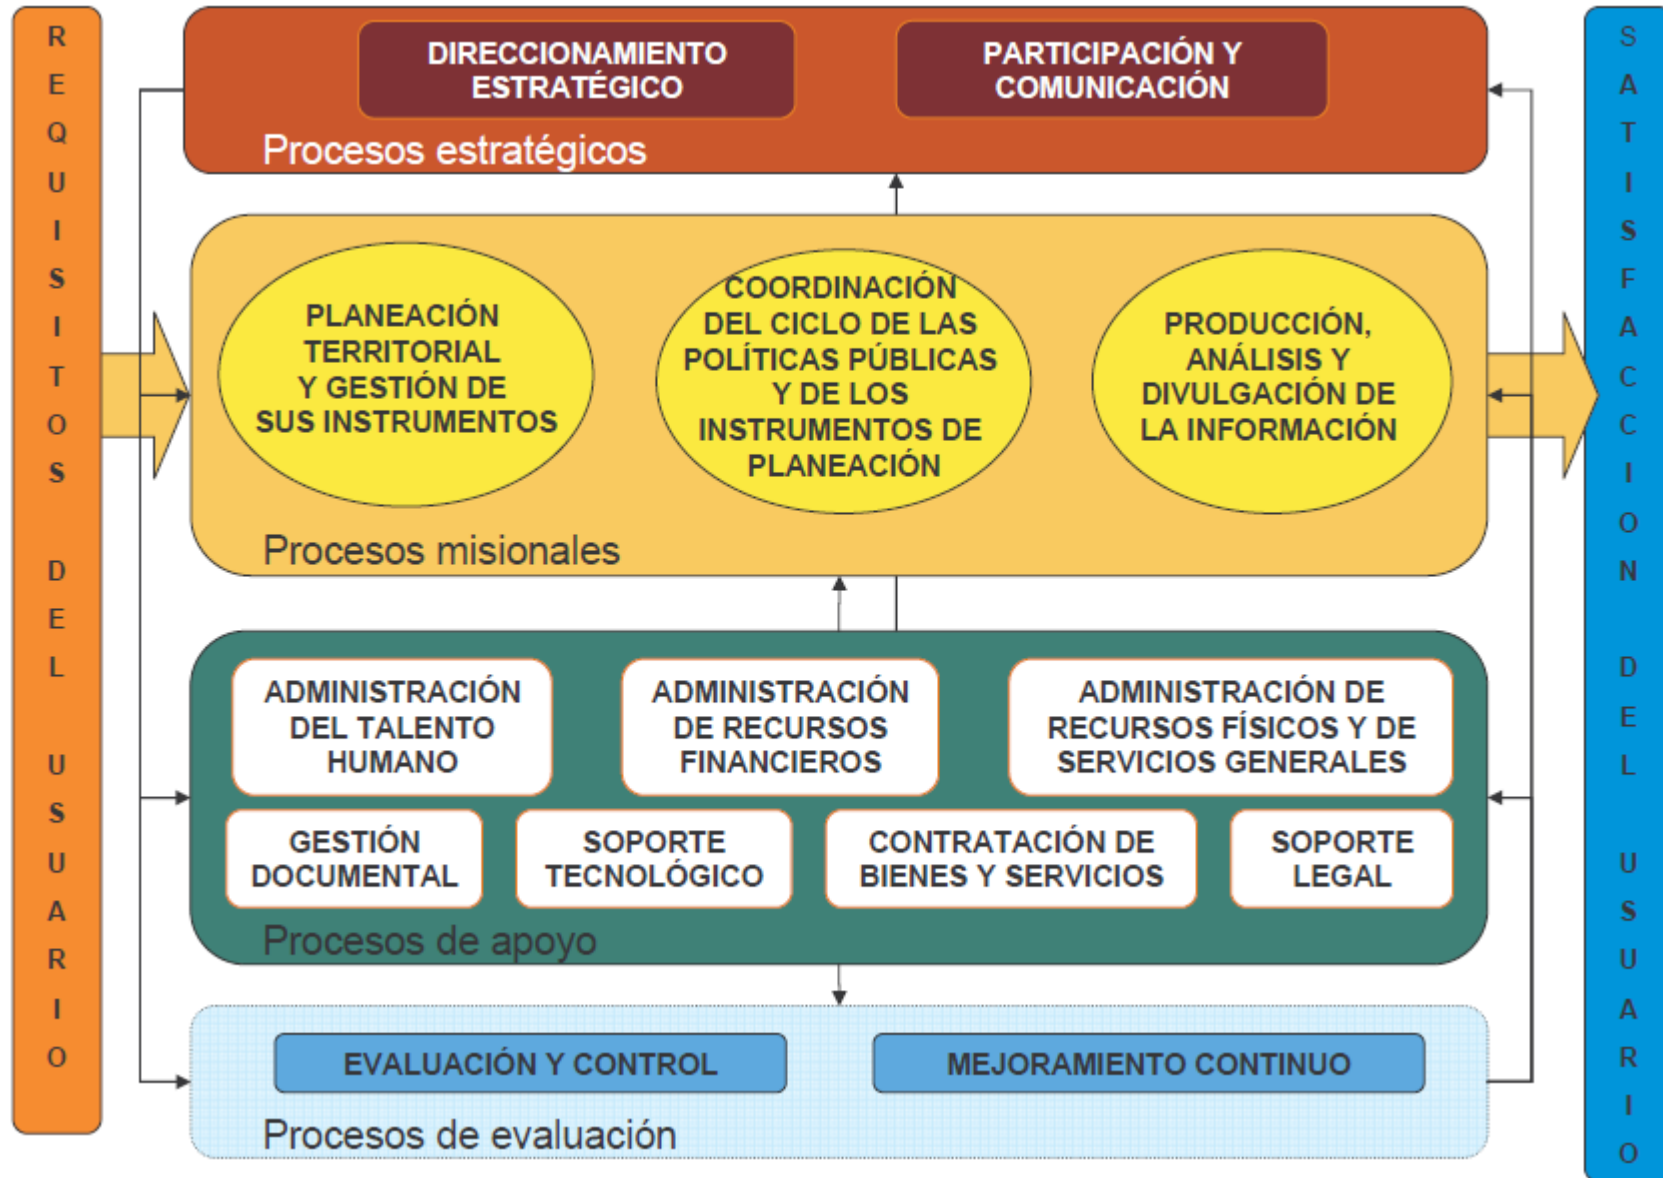 REQUISITOS DEL USUARIO
DIRECCIONAMIENTO
ESTRATÉGICO
PARTICIPACIÓN Y
COMUNICACIÓN
Procesos estratégicos
PLANEACIÓN
TERRITORIAL
Y GESTIÓN DE
SUS INSTRUMENTOS
COORDINACIÓN
DEL CICLO DE LAS
POLÍTICAS PÚBLICAS
Y DE LOS
INSTRUMENTOS DE
PLANEACIÓN
PRODUCCIÓN,
ANÁLISIS Y
DIVULGACIÓN DE
LA INFORMACIÓN
Procesos misionales
ADMINISTRACIÓN
DEL TALENTO
HUMANO
ADMINISTRACIÓN
DE RECURSOS
FINANCIEROS
ADMINISTRACIÓN DE
RECURSOS FÍSICOS Y DE
SERVICIOS GENERALES
GESTIÓN
DOCUMENTAL
SOPORTE
TECNOLÓGICO
CONTRATACIÓN DE
BIENES Y SERVICIOS
SOPORTE
LEGAL
Procesos de apoyo
EVALUACIÓN Y CONTROL
MEJORAMIENTO CONTINUO
Procesos de evaluación
SATISFACCION DEL USUARIO